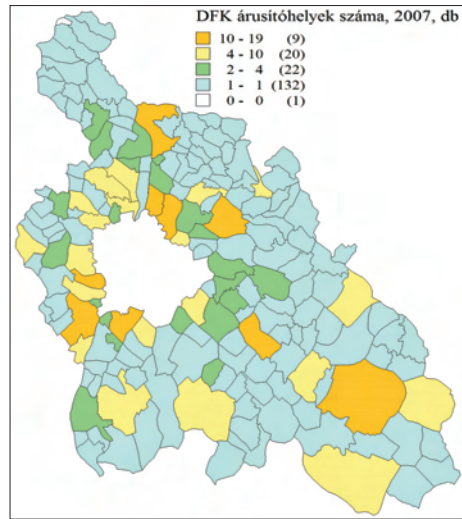 DFK árusítóhelyek száma, 2007, db
10 - 19 (9)
4 - 10 (20)
2 - 4 (22)
1 - 1 (132)
0 - 0 (1)